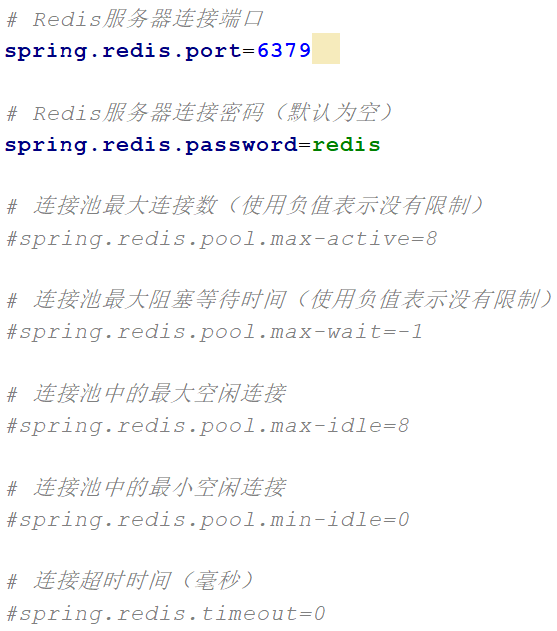 # Redis服务器连接端口
spring.redis.port=6379
# Redis服务器连接密码（默认为空）
spring.redis.password=redis
# 连接池最大连接数（使用负值表示没有限制）
#spring.redis.pool.max-active=8
# 连接池最大阻塞等待时间（使用负值表示没有限制）
#spring.redis.pool.max-wait=-1
# 连接池中的最大空闲连接
#spring.redis.pool.max-idle=8
# 连接池中的最小空闲连接
#spring.redis.pool.min-idle=0
# 连接超时时间（毫秒）
#spring.redis.timeout=0